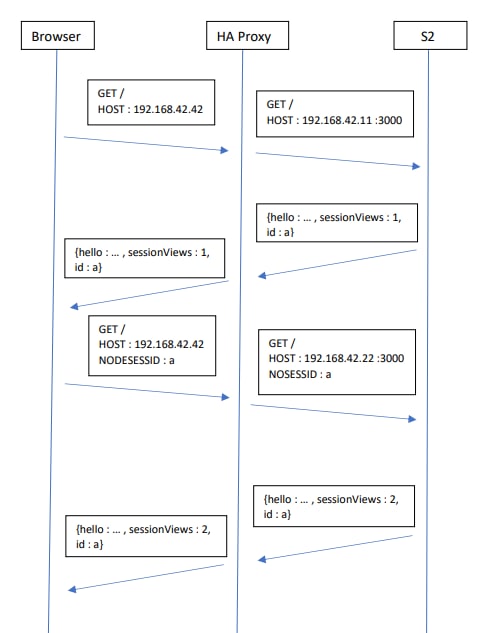 Browser
HA Proxy
S2
GET /
HOST : 192.168.42.42
GET /
HOST : 192.168.42.11 :3000
{hello : … , sessionViews : 1,
id : a}
{hello : … , sessionViews : 1,
id : a}
GET /
HOST : 192.168.42.42
NODESESSID : a
GET /
HOST : 192.168.42.22 :3000
NOSESSID : a
{hello : … , sessionViews : 2,
id : a}
{hello : … , sessionViews : 2,
id : a}